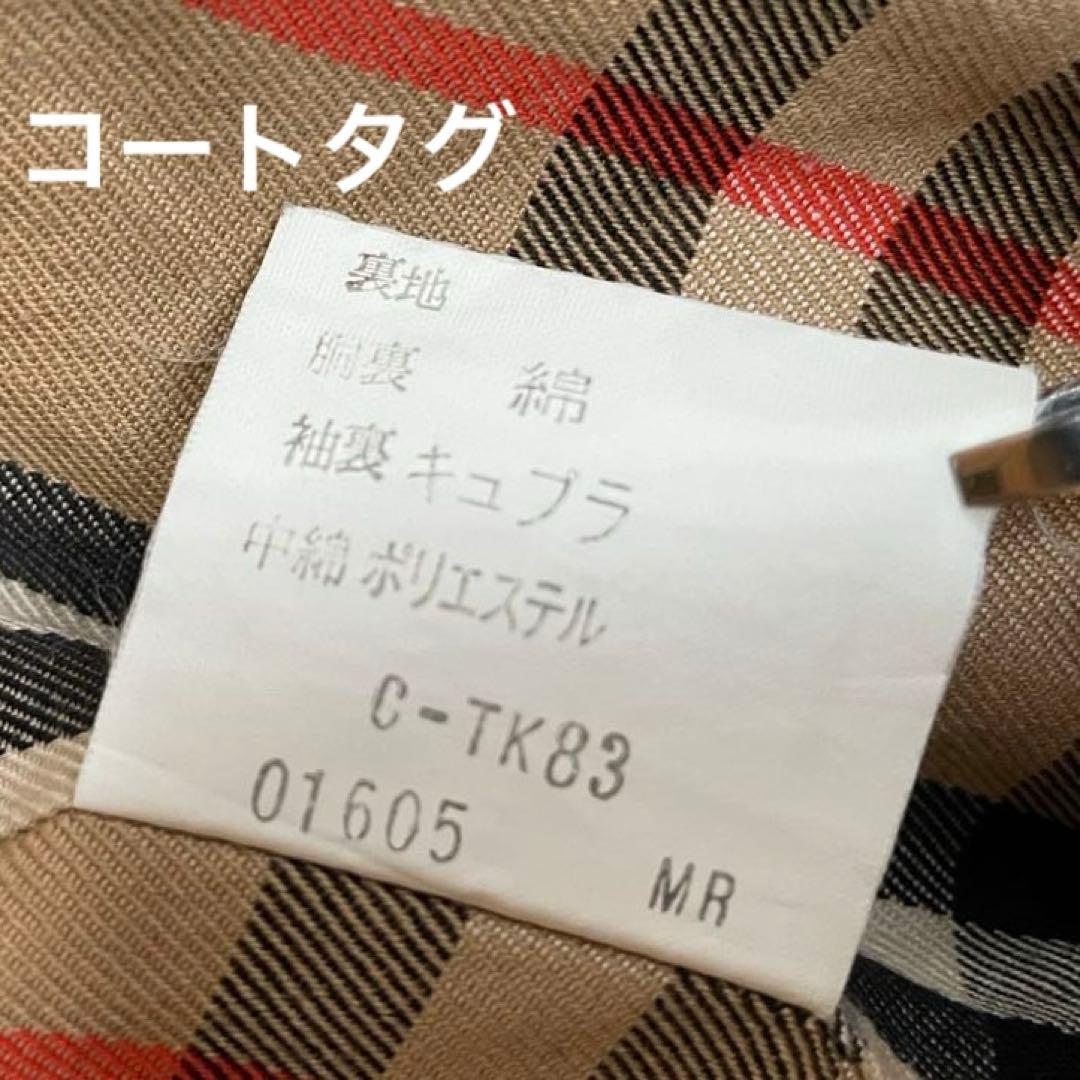 コートタグ
裏地
胴裏 綿
袖裏 キュプラ
中綿 ポリエステル
C-TK83
01605
MR